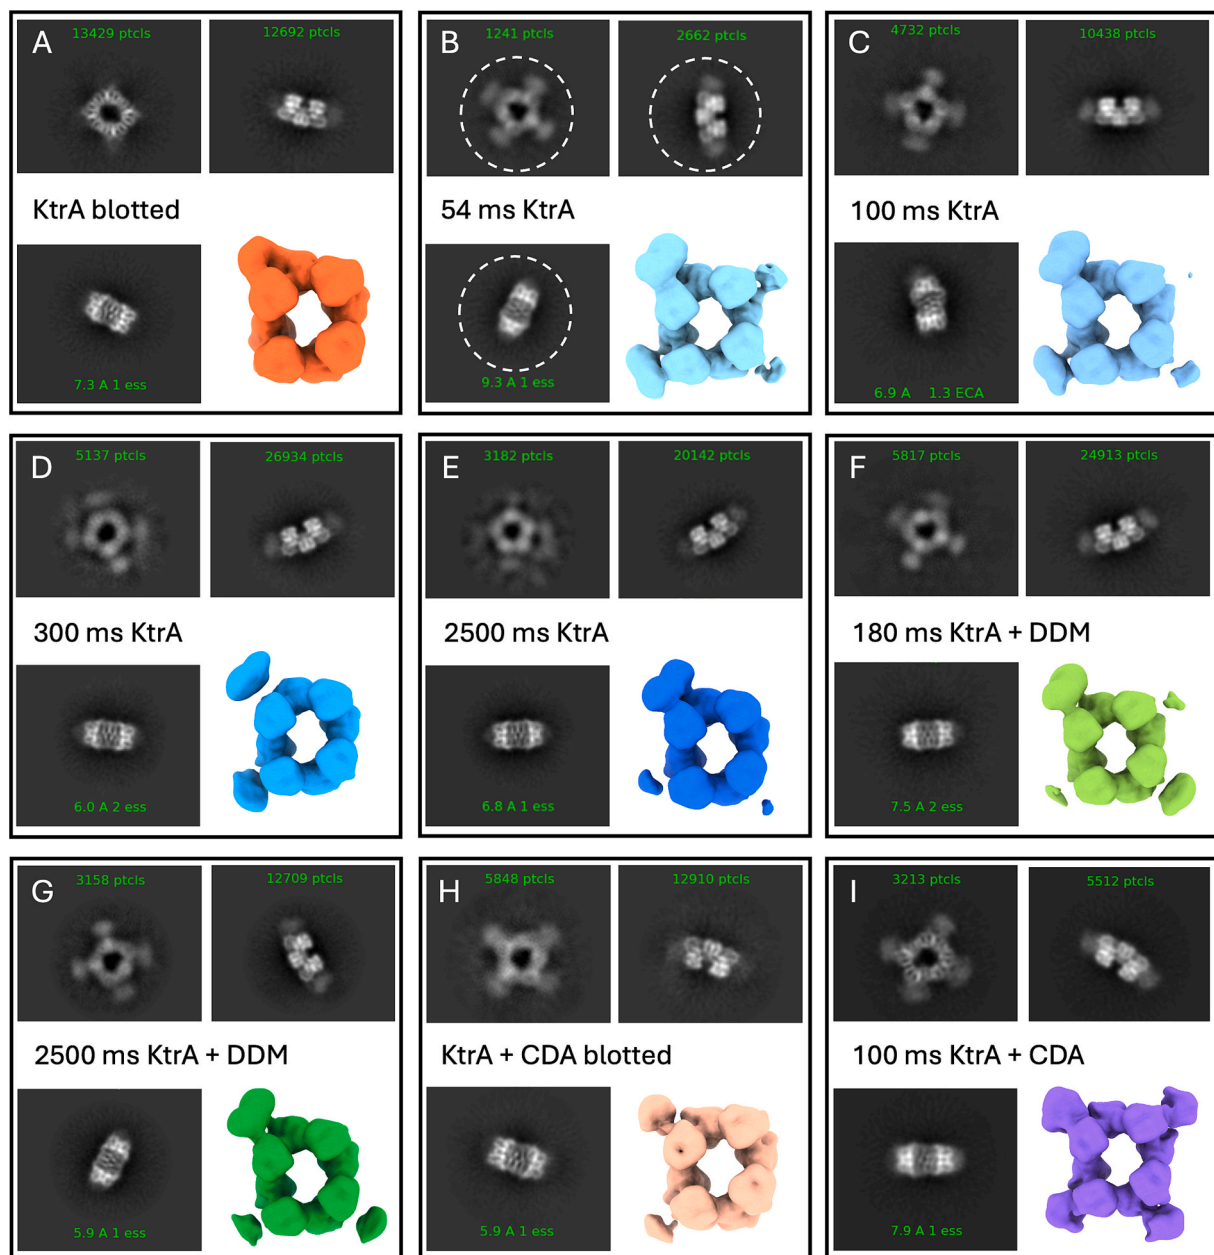 A
13429 ptcls
12692 ptcls
KtrA blotted
7.3 A 1 ess
B
1241 ptcls
2662 ptcls
54 ms KtrA
9.3 A 1 ess
C
4732 ptcls
10438 ptcls
100 ms KtrA
6.9 A 1.3 ECA
D
5137 ptcls
26934 ptcls
300 ms KtrA
6.0 A 2 ess
E
3182 ptcls
20142 ptcls
2500 ms KtrA
6.8 A 1 ess
F
5817 ptcls
24913 ptcls
180 ms KtrA + DDM
7.5 A 2 ess
G
3158 ptcls
12709 ptcls
2500 ms KtrA + DDM
5.9 A 1 ess
H
5848 ptcls
12910 ptcls
KtrA + CDA blotted
5.9 A 1 ess
I
3213 ptcls
5512 ptcls
100 ms KtrA + CDA
7.9 A 1 ess